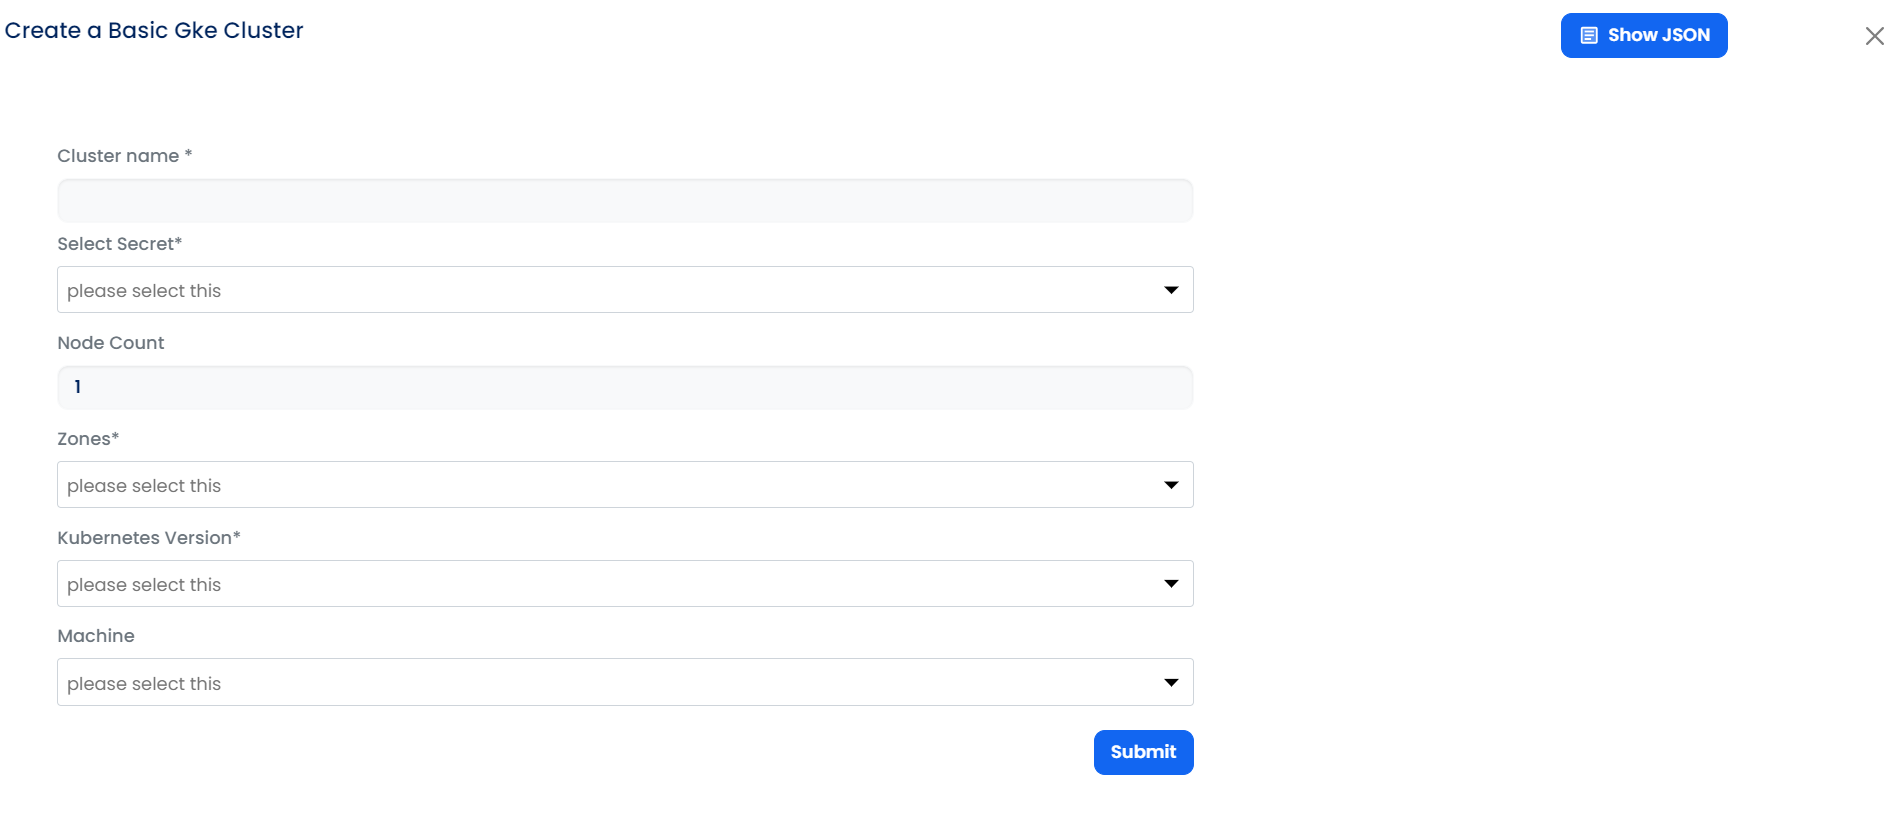 Create a Basic Gke Cluster
Show JSON
Cluster name *
Select Secret*
please select this
Node Count
1
Zones*
please select this
Kubernetes Version*
please select this
Machine
please select this
Submit